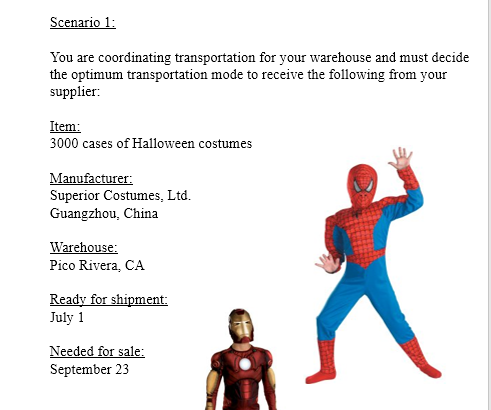 Scenario 1:
You are coordinating transportation for your warehouse and must decide
the optimum transportation mode to receive the following from your
supplier:
Item:
3000 cases of Halloween costumes
Manufacturer:
Superior Costumes, Ltd.
Guangzhou, China
Warehouse:
Pico Rivera, CA
Ready for shipment:
July 1
Needed for sale:
September 23